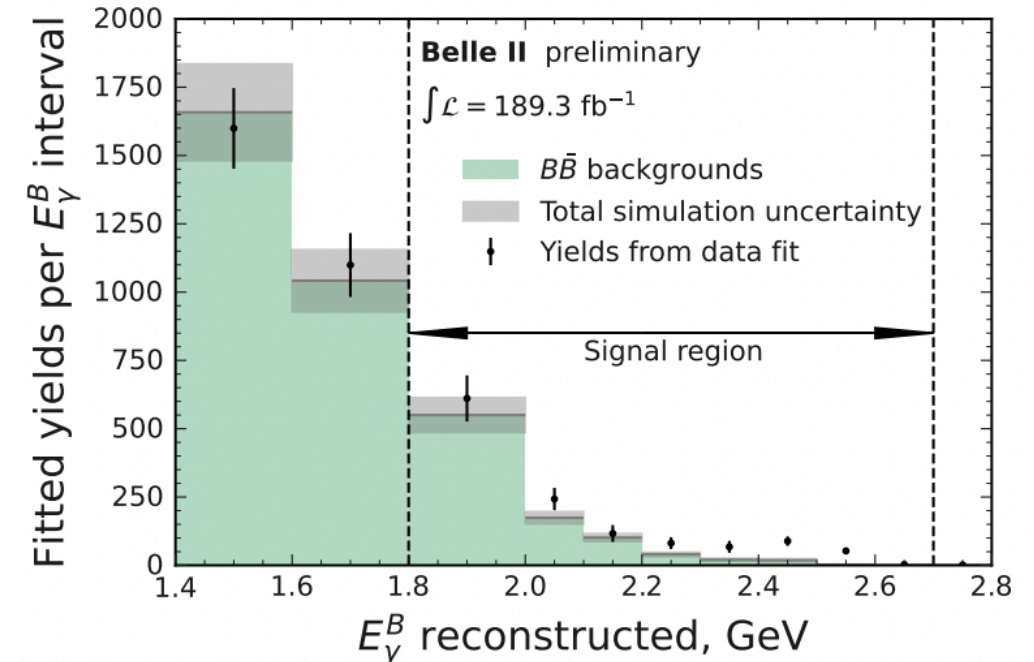 Fitted yields per E_γ^B interval
2000
1750
1500
1250
1000
750
500
250
0
Belle II preliminary
∫ℒ = 189.3 fb⁻¹
BB̄ backgrounds
Total simulation uncertainty
Yields from data fit
Signal region
1.4 1.6 1.8 2.0 2.2 2.4 2.6 2.8
E_γ^B reconstructed, GeV